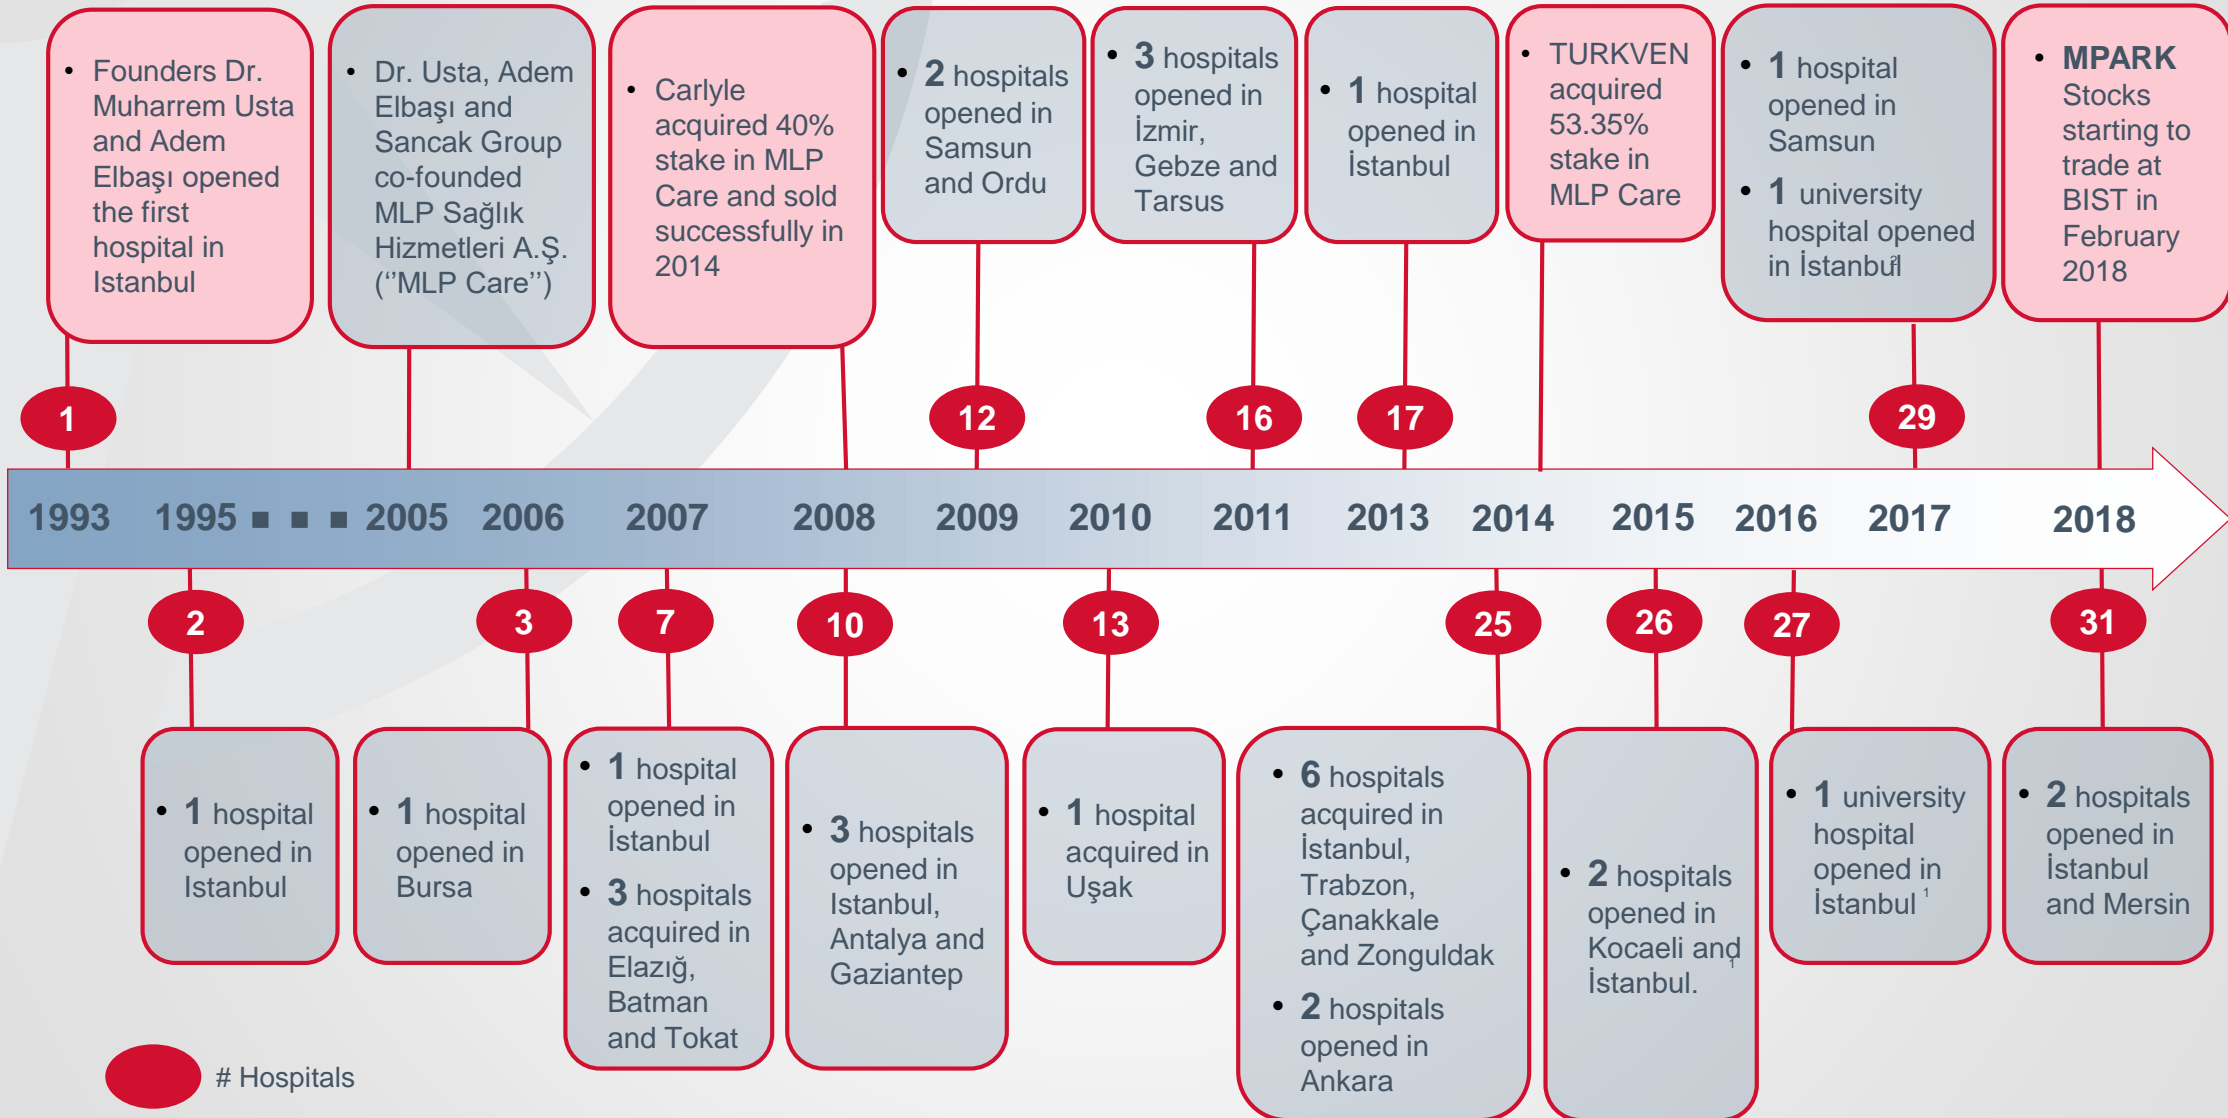 • Founders Dr.
Muharrem Usta
and Adem
Elbaşı opened
the first
hospital in
Istanbul
• Dr. Usta, Adem
Elbaşı and
Sancak Group
co-founded
MLP Sağlık
Hizmetleri A.Ş.
(‘’MLP Care’’)
• Carlyle
acquired 40%
stake in MLP
Care and sold
successfully in
2014
• 2 hospitals
opened in
Samsun
and Ordu
• 3 hospitals
opened in
İzmir,
Gebze and
Tarsus
• 1 hospital
opened in
İstanbul
• TURKVEN
acquired
53.35%
stake in
MLP Care
• 1 hospital
opened in
Samsun
• 1 university
hospital opened
in İstanbul 2
• MPARK
Stocks
starting to
trade at
BIST in
February
2018
1
12
16
17
29
1993 1995 ■ ■ ■ 2005 2006 2007 2008 2009 2010 2011 2013 2014 2015 2016 2017 2018
2
3
7
10
13
25
26
27
31
• 1 hospital
opened in
Istanbul
• 1 hospital
opened in
Bursa
• 1 hospital
opened in
İstanbul
• 3 hospitals
acquired in
Elazığ,
Batman
and Tokat
• 3 hospitals
opened in
Istanbul,
Antalya and
Gaziantep
• 1 hospital
acquired in
Uşak
• 6 hospitals
acquired in
İstanbul,
Trabzon,
Çanakkale
and Zonguldak
• 2 hospitals
opened in
Ankara
• 2 hospitals
opened in
Kocaeli and
İstanbul. 1
• 1 university
hospital
opened in
İstanbul 1
• 2 hospitals
opened in
İstanbul
and Mersin
# Hospitals